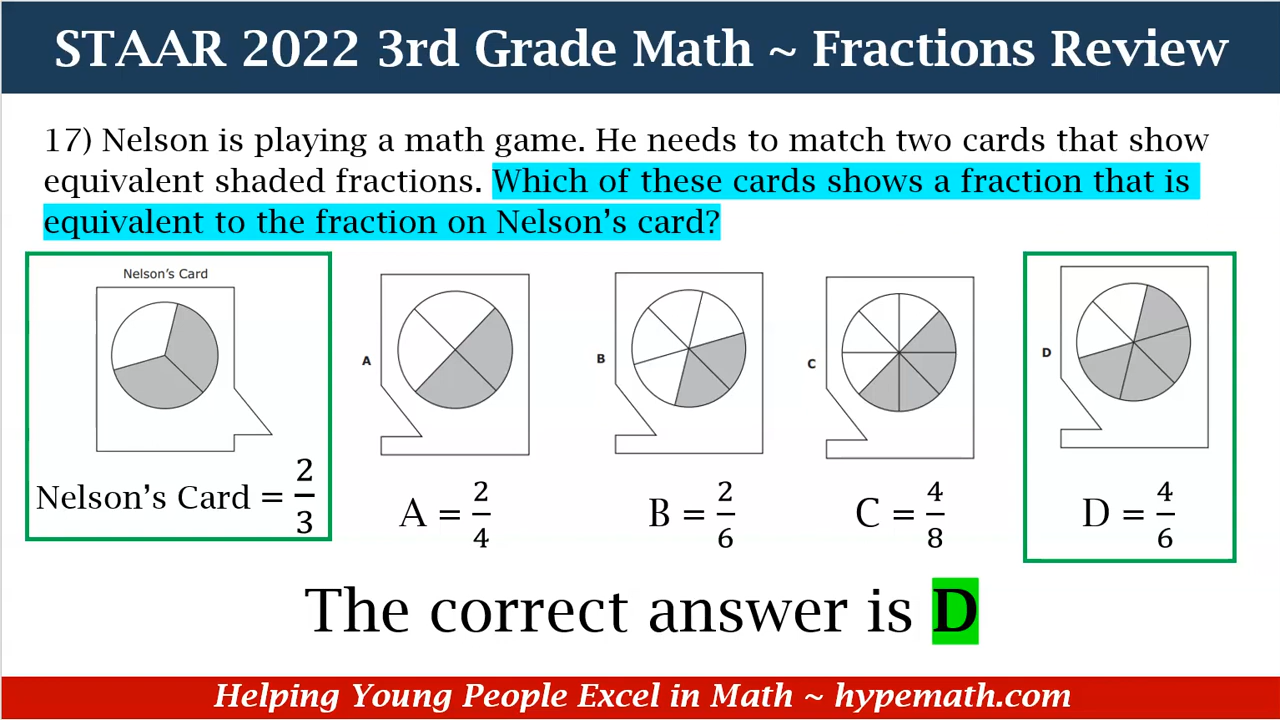 STAAR 2022 3rd Grade Math ~ Fractions Review
17) Nelson is playing a math game. He needs to match two cards that show
equivalent shaded fractions. Which of these cards shows a fraction that is
equivalent to the fraction on Nelson's card?
Nelson's Card
A
B
C
D
Nelson's Card = 2/3
A = 2/4
B = 2/6
C = 4/8
D = 4/6
The correct answer is D
Helping Young People Excel in Math ~ hypemath.com